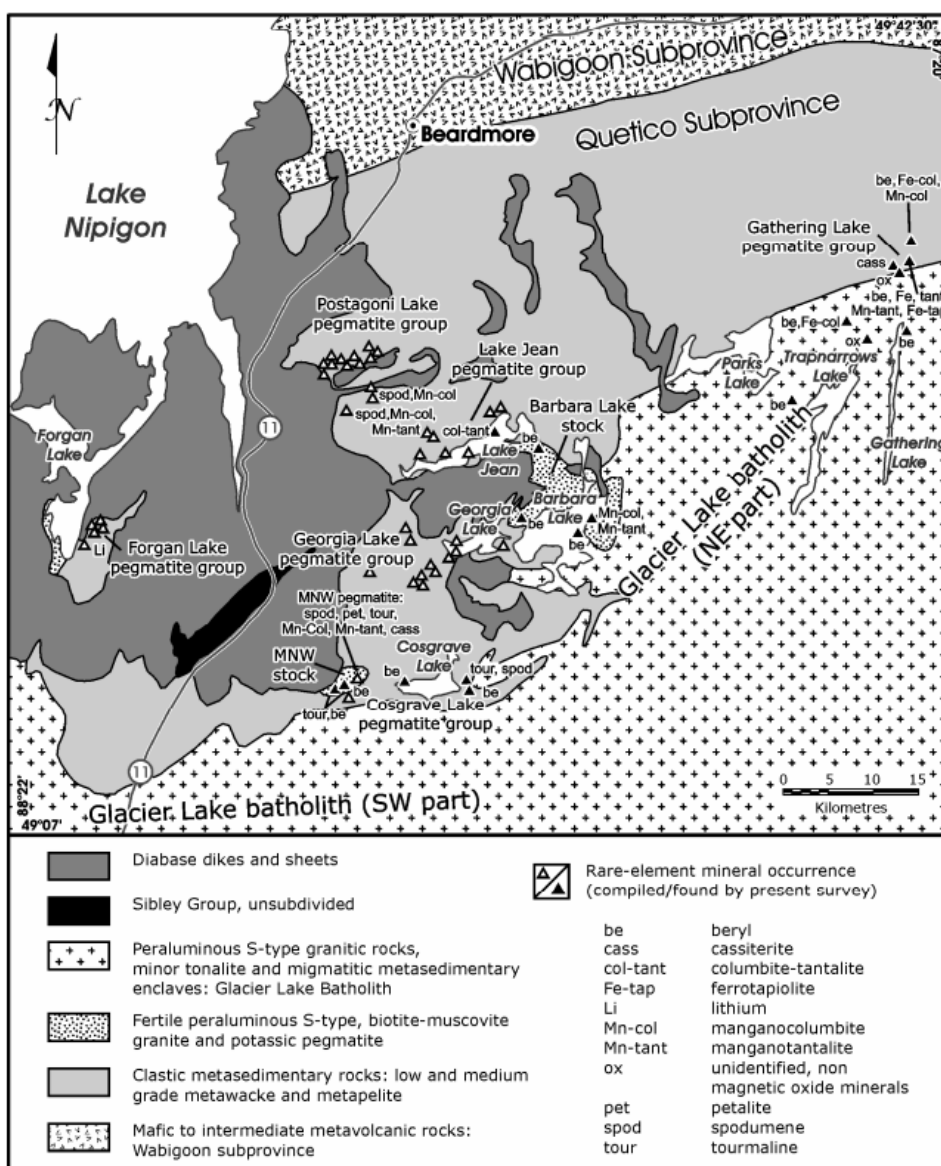 49°42'30"
87°20'
Wabigoon Subprovince
N
Beardmore
Quetico Subprovince
Lake
Nipigon
be, Fe-col,
Mn-col
Gathering Lake
pegmatite group
cass
ox
be, Fe, tant,
Mn-tant, Fe-tap
Postagoni Lake
pegmatite group
be,Fe-col
ox
be
Lake Jean
pegmatite group
Parks
Lake
Trapnarrows
Lake
spod,Mn-col
spod,Mn-col,
Mn-tant
col-tant
Barbara Lake
stock
be
Forgan
Lake
11
Lake
Jean
be
Gathering
Lake
Georgia
Lake
Barbara
Lake
be
Mn-col,
Mn-tant
be
Li
Forgan Lake
pegmatite group
Georgia Lake
pegmatite group
Glacier Lake batholith
(NE part)
MNW pegmatite:
spod, pet, tour,
Mn-Col, Mn-tant, cass
Cosgrave
Lake
MNW
stock
be
tour, spod
be
be
tour,be
Cosgrave Lake
pegmatite group
11
0 5 10 15
Kilometres
88°22'
49°07'
Glacier Lake batholith (SW part)
Diabase dikes and sheets
Sibley Group, unsubdivided
Peraluminous S-type granitic rocks,
minor tonalite and migmatitic metasedimentary
enclaves: Glacier Lake Batholith
Fertile peraluminous S-type, biotite-muscovite
granite and potassic pegmatite
Clastic metasedimentary rocks: low and medium
grade metawacke and metapelite
Mafic to intermediate metavolcanic rocks:
Wabigoon subprovince
Rare-element mineral occurrence
(compiled/found by present survey)
be beryl
cass cassiterite
col-tant columbite-tantalite
Fe-tap ferrotapiolite
Li lithium
Mn-col manganocolumbite
Mn-tant manganotantalite
ox unidentified, non
magnetic oxide minerals
pet petalite
spod spodumene
tour tourmaline